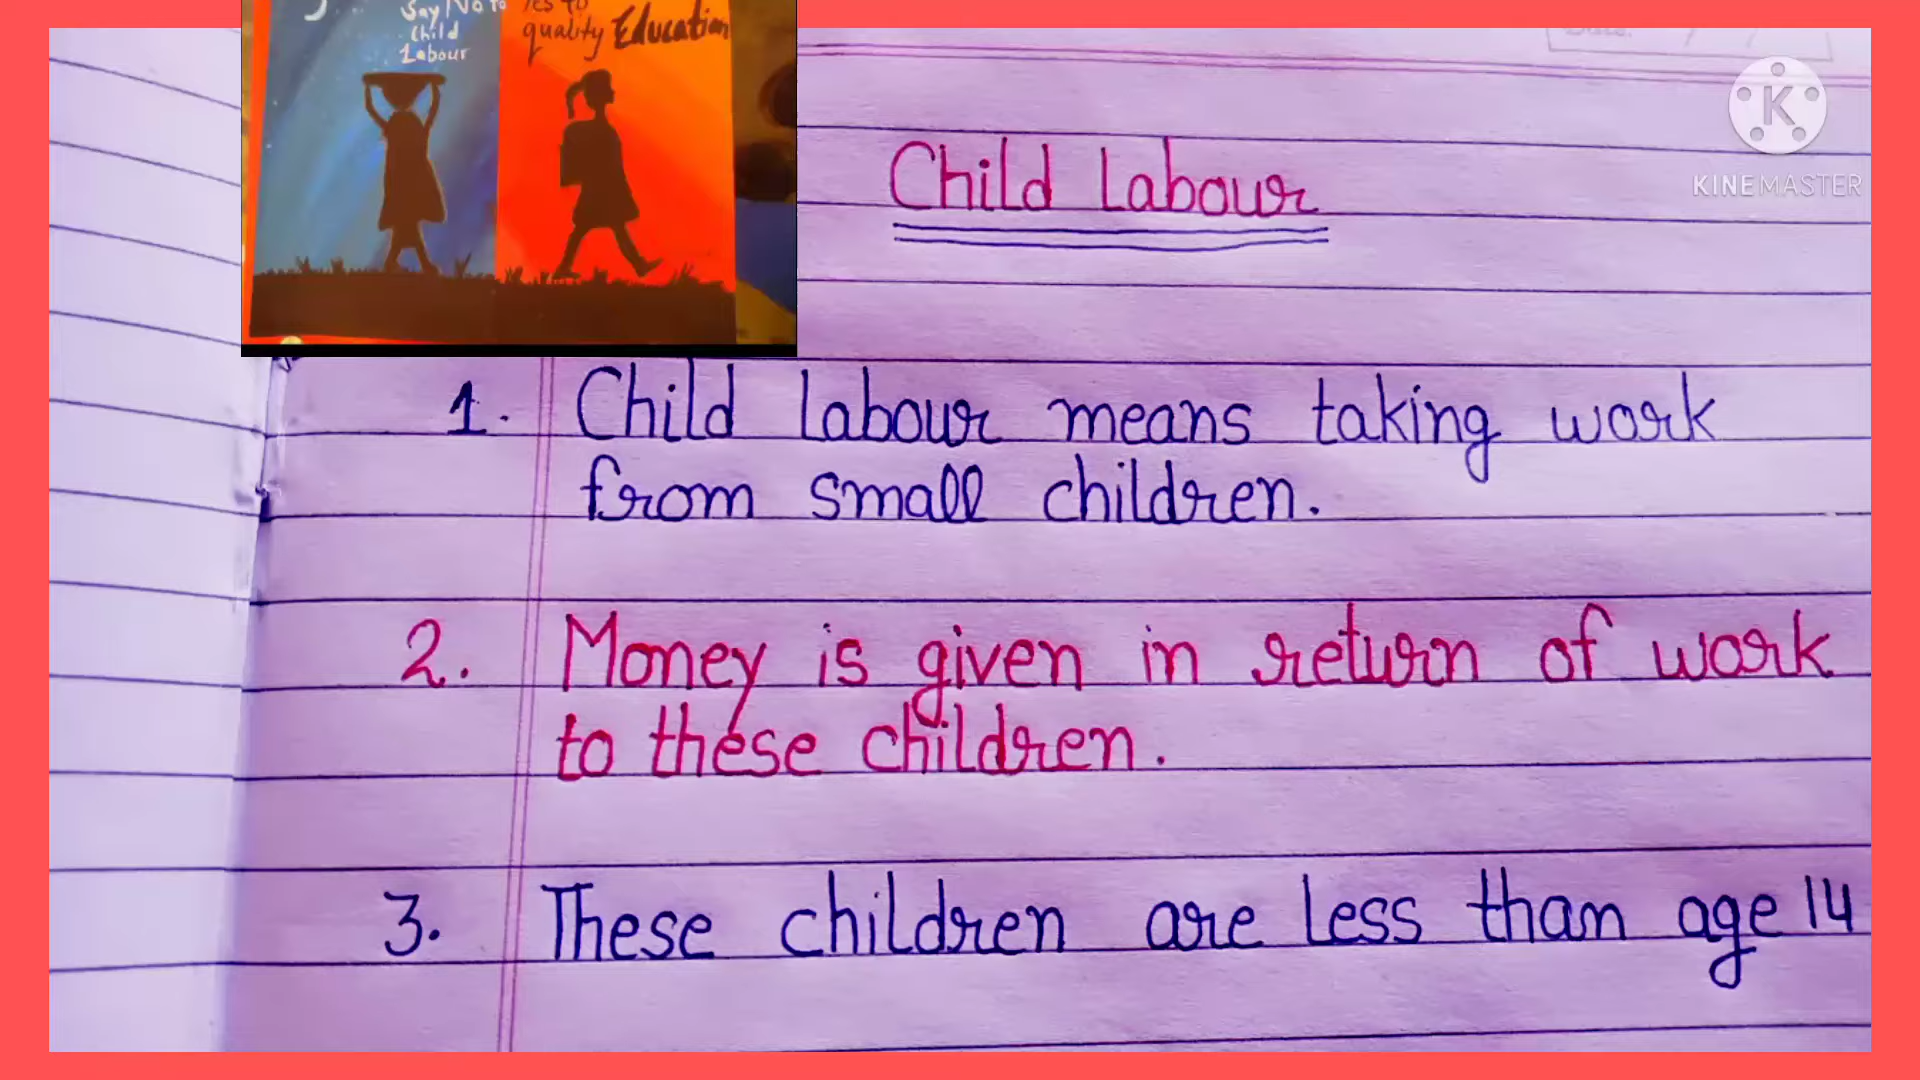 Say No to
Child
Labour
Yes to
quality Education
Child Labour
KINEMASTER
1. Child labour means taking work
from small children.
2. Money is given in return of work
to these children.
3. These children are less than age 14